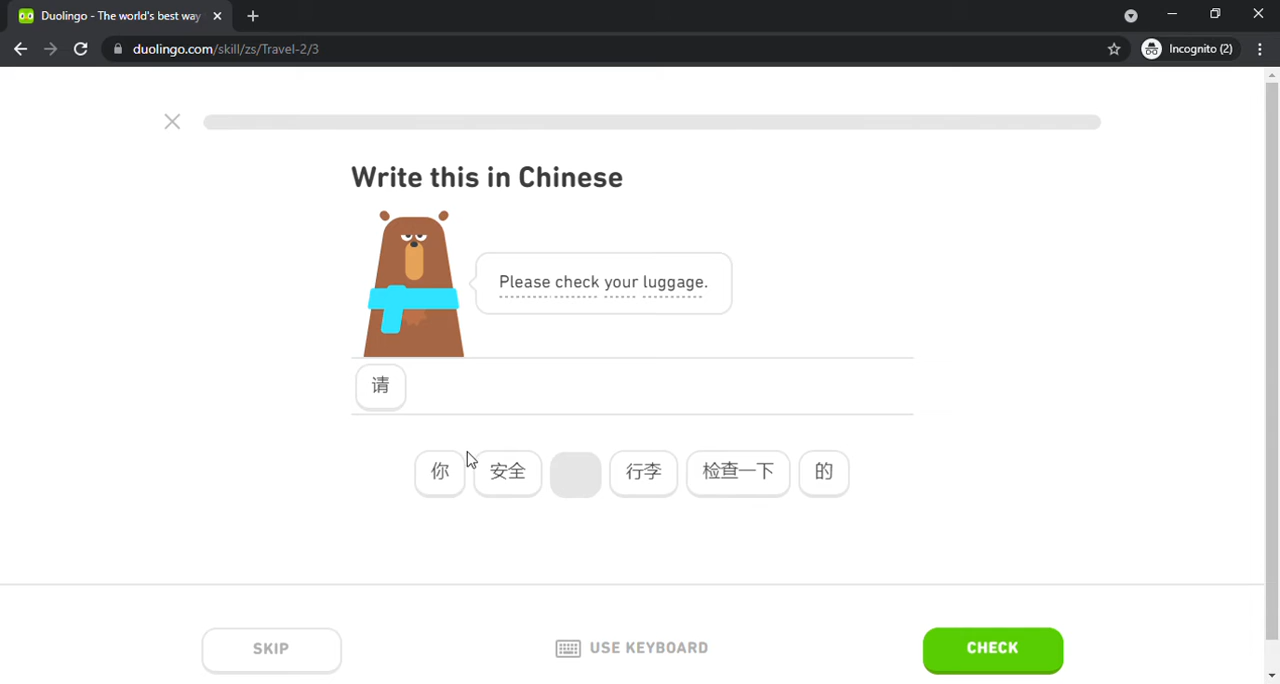 Duolingo - The world's best way
duolingo.com/skill/zs/Travel-2/3
Incognito (2)
Write this in Chinese
Please check your luggage.
请
你 安全 行李 检查一下 的
SKIP
USE KEYBOARD
CHECK